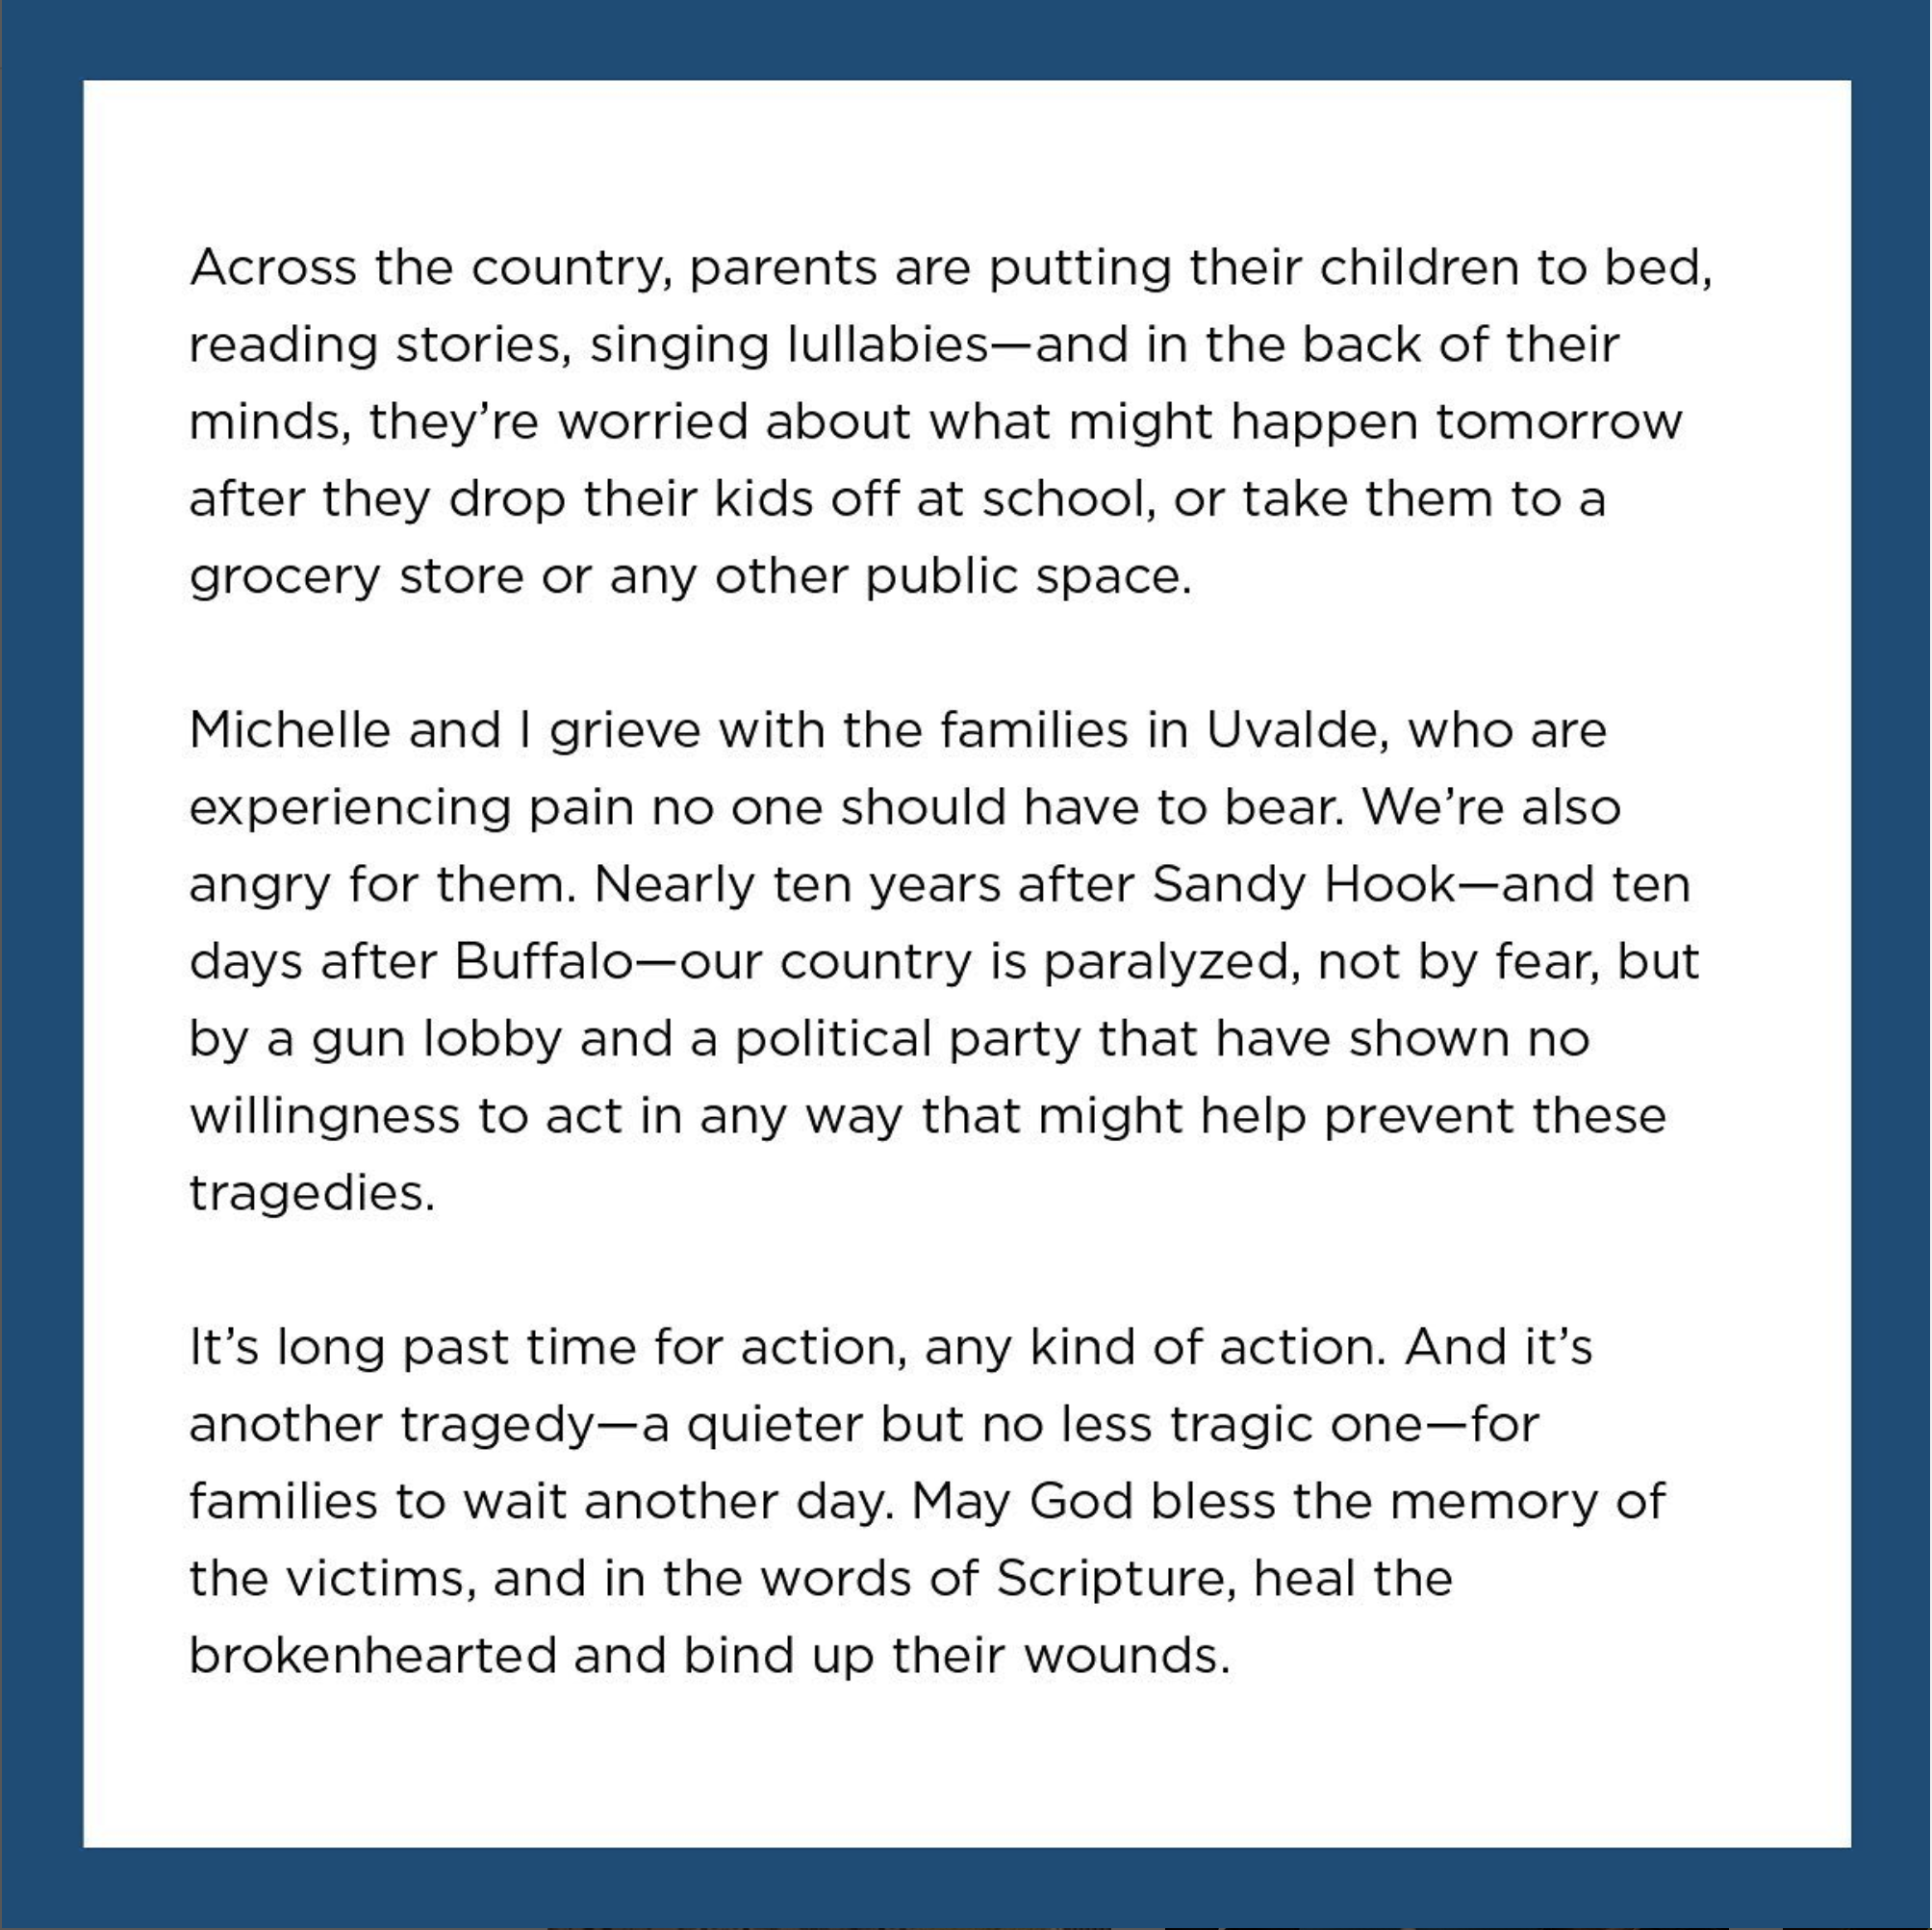 Across the country, parents are putting their children to bed,
reading stories, singing lullabies—and in the back of their
minds, they’re worried about what might happen tomorrow
after they drop their kids off at school, or take them to a
grocery store or any other public space.
Michelle and I grieve with the families in Uvalde, who are
experiencing pain no one should have to bear. We’re also
angry for them. Nearly ten years after Sandy Hook—and ten
days after Buffalo—our country is paralyzed, not by fear, but
by a gun lobby and a political party that have shown no
willingness to act in any way that might help prevent these
tragedies.
It’s long past time for action, any kind of action. And it’s
another tragedy—a quieter but no less tragic one—for
families to wait another day. May God bless the memory of
the victims, and in the words of Scripture, heal the
brokenhearted and bind up their wounds.